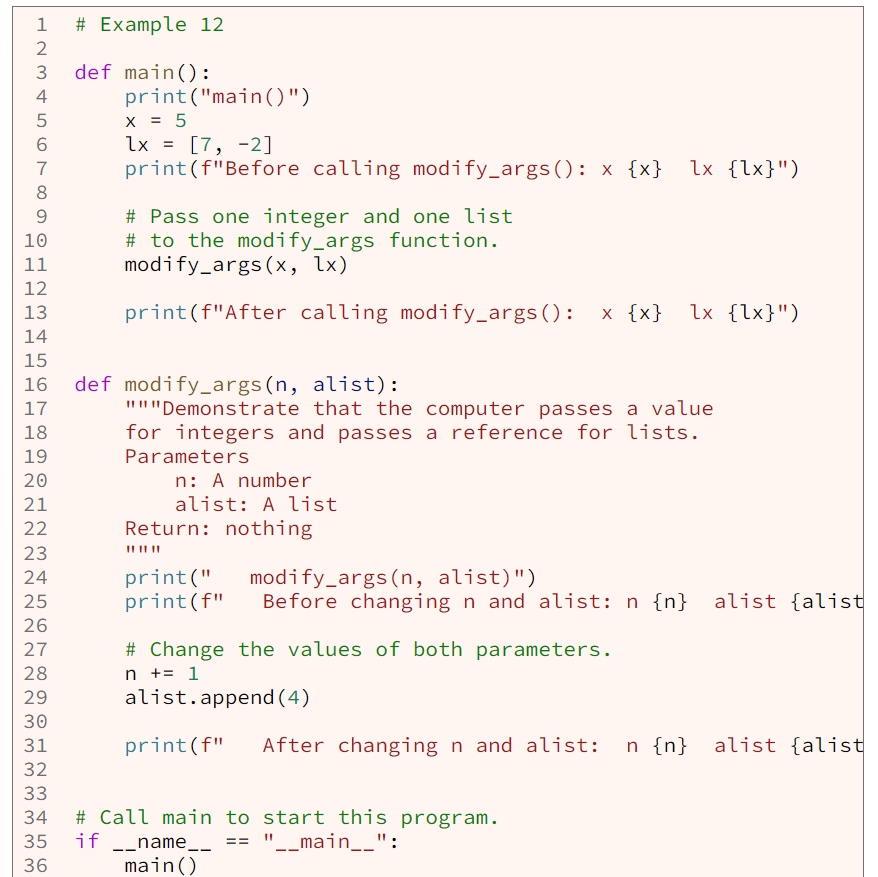 1 # Example 12
2
3 def main():
4     print("main()")
5     x = 5
6     lx = [7, -2]
7     print(f"Before calling modify_args(): x {x}  lx {lx}")
8
9     # Pass one integer and one list
10     # to the modify_args function.
11     modify_args(x, lx)
12
13     print(f"After calling modify_args():  x {x}  lx {lx}")
14
15
16 def modify_args(n, alist):
17     """Demonstrate that the computer passes a value
18     for integers and passes a reference for lists.
19     Parameters
20         n: A number
21         alist: A list
22     Return: nothing
23     """
24     print("   modify_args(n, alist)")
25     print(f"   Before changing n and alist: n {n}  alist {alist
26
27     # Change the values of both parameters.
28     n += 1
29     alist.append(4)
30
31     print(f"   After changing n and alist:  n {n}  alist {alist
32
33
34 # Call main to start this program.
35 if __name__ == "__main__":
36     main()